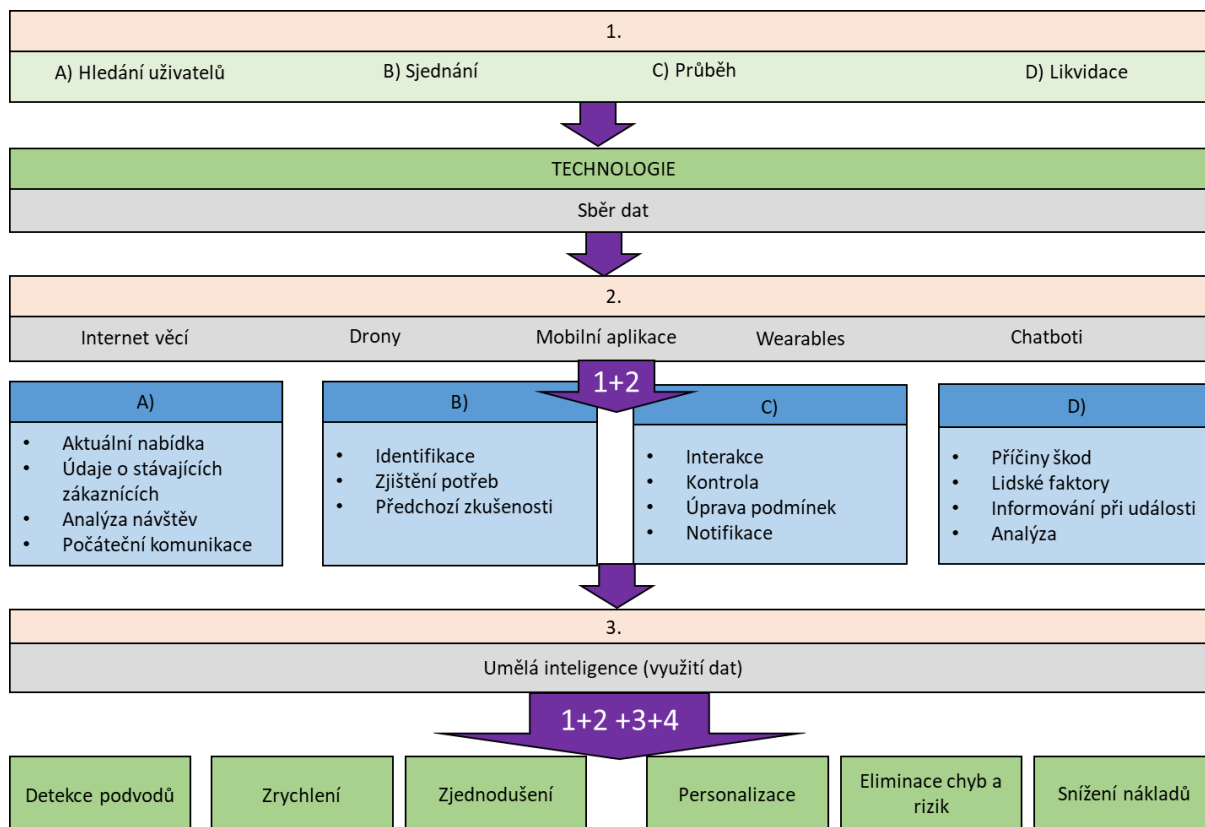 1.
A) Hledání uživatelů
B) Sjednání
C) Průběh
D) Likvidace
TECHNOLOGIE
Sběr dat
2.
Internet věcí
Drony
Mobilní aplikace
Wearables
Chatboti
1+2
A)
• Aktuální nabídka
• Údaje o stávajících
zákaznících
• Analýza návštěv
• Počáteční komunikace
B)
• Identifikace
• Zjištění potřeb
• Předchozí zkušenosti
C)
• Interakce
• Kontrola
• Úprava podmínek
• Notifikace
D)
• Příčiny škod
• Lidské faktory
• Informování při události
• Analýza
3.
Umělá inteligence (využití dat)
1+2 +3+4
Detekce podvodů
Zrychlení
Zjednodušení
Personalizace
Eliminace chyb a
rizik
Snížení nákladů